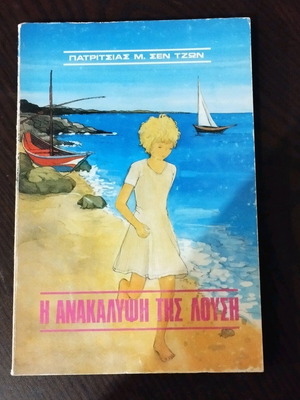 ΠΑΤΡΙΤΣΙΑΣ Μ. ΣΕΝ ΤΖΩΝ
Η ΑΝΑΚΑΛΥΨΗ ΤΗΣ ΛΟΥΣΗ